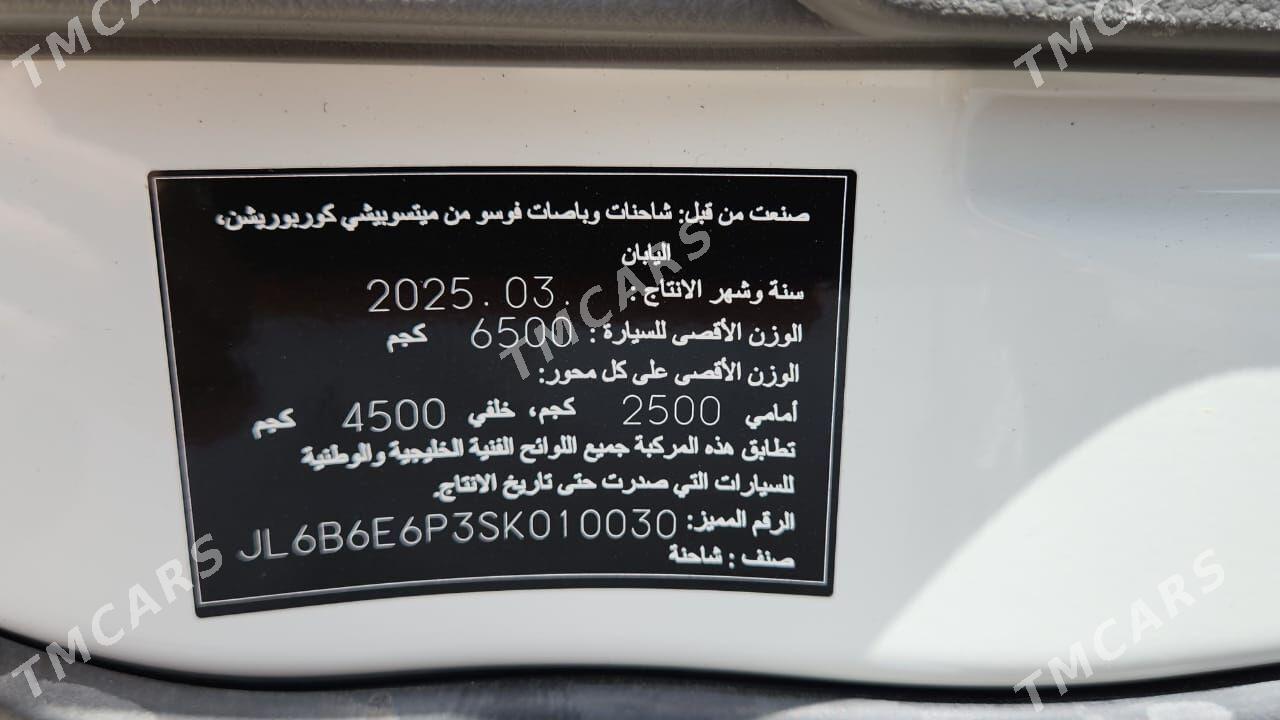 صنعت من قبل: شاحنات وباصات فوسو من ميتسوبيشي كوربوريشن،
اليابان
سنة وشهر الانتاج : 2025.03.
الوزن الأقصى للسيارة : 6500 كجم
الوزن الأقصى على كل محور:
أمامي 2500 كجم، خلفي 4500 كجم
تطابق هذه المركبة جميع اللوائح الفنية الخليجية والوطنية
للسيارات التي صدرت حتى تاريخ الانتاج.
الرقم المميز: JL6B6E6P3SK010030
صنف : شاحنة
TMCARS
TMCARS
TMCARS
TMCARS
TMCARS